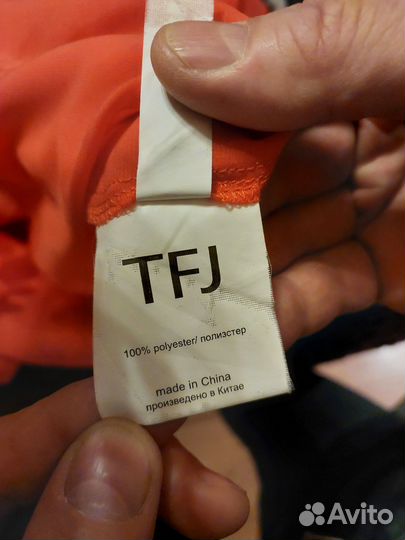 TFJ
100% polyester/ полиэстер
made in China
произведено в Китае
Avito